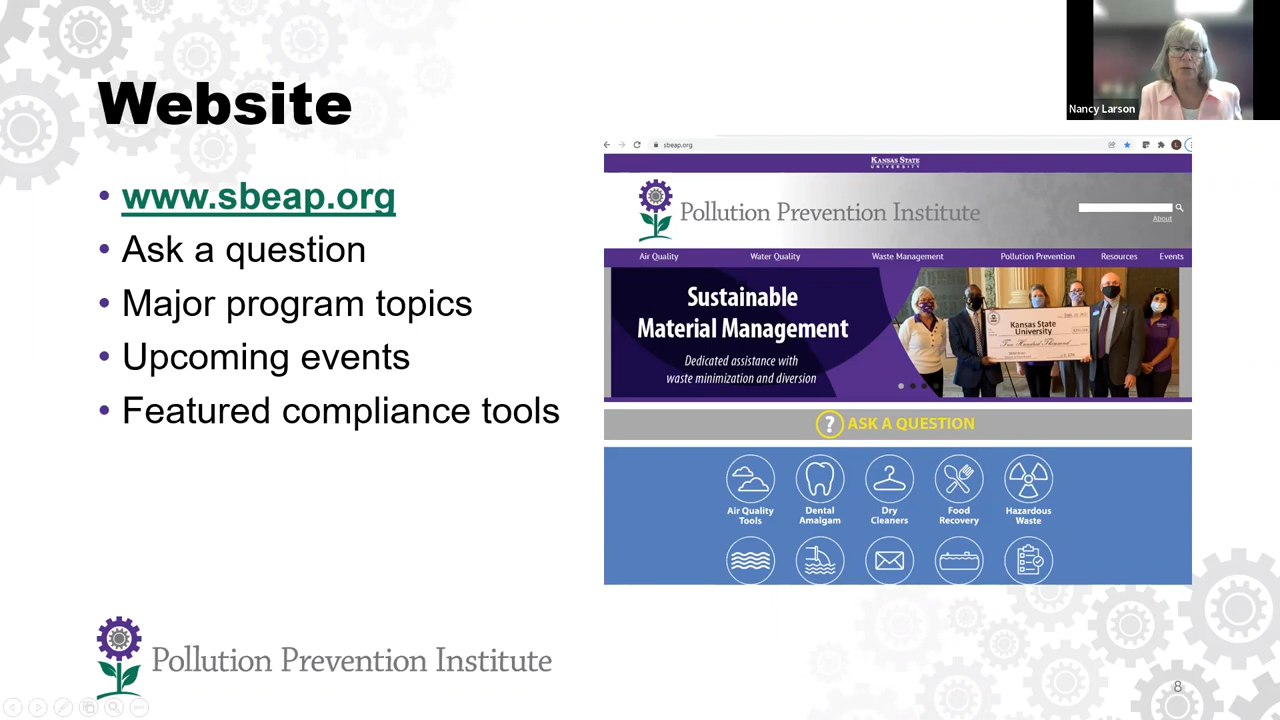 Nancy Larson
Website
• www.sbeap.org
• Ask a question
• Major program topics
• Upcoming events
• Featured compliance tools
sbeap.org
KANSAS STATE
UNIVERSITY
Pollution Prevention Institute
About
Air Quality Water Quality Waste Management Pollution Prevention Resources Events
Sustainable
Material Management
Dedicated assistance with
waste minimization and diversion
Kansas State
University
Two Hundred Thousand
? ASK A QUESTION
Air Quality
Tools
Dental
Amalgam
Dry
Cleaners
Food
Recovery
Hazardous
Waste
Pollution Prevention Institute
8